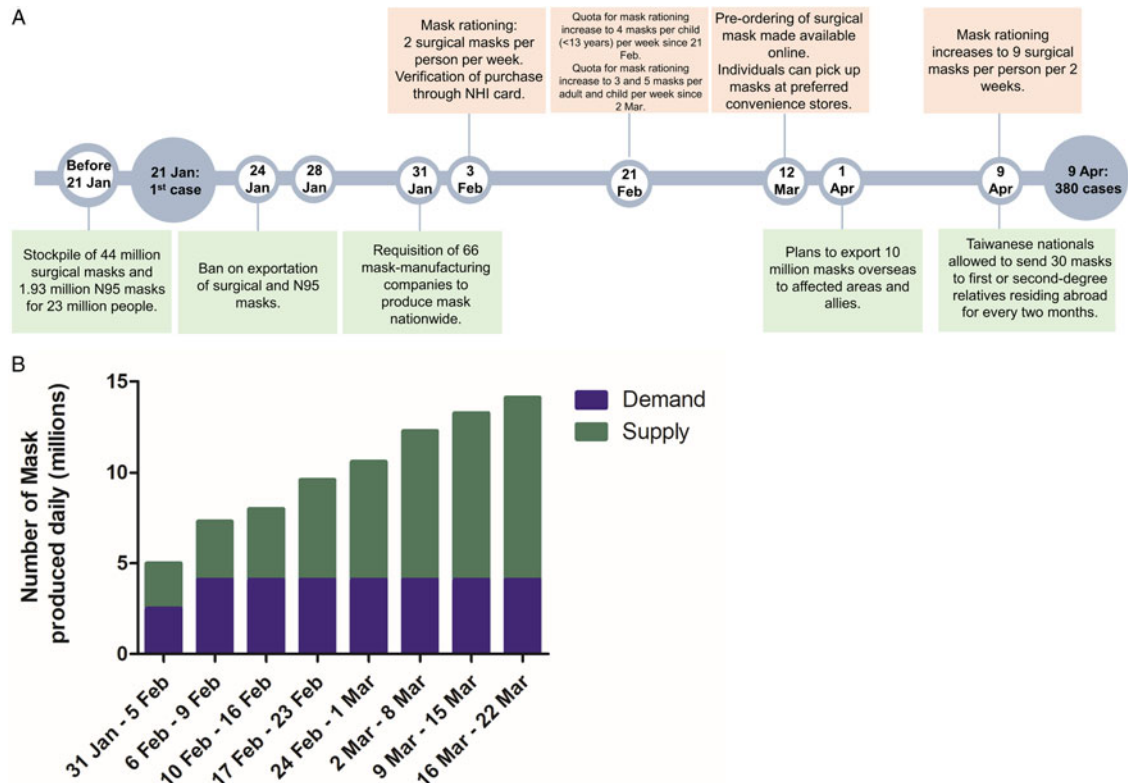 A
Mask rationing:
2 surgical masks per
person per week.
Verification of purchase
through NHI card.
Quota for mask rationing
increase to 4 masks per child
(<13 years) per week since 21
Feb.
Quota for mask rationing
increase to 3 and 5 masks per
adult and child per week since
2 Mar.
Pre-ordering of surgical
mask made available
online.
Individuals can pick up
masks at preferred
convenience stores.
Mask rationing
increases to 9 surgical
masks per person per 2
weeks.
Before
21 Jan
21 Jan:
1st case
24
Jan
28
Jan
31
Jan
3
Feb
21
Feb
12
Mar
1
Apr
9
Apr
9 Apr:
380 cases
Stockpile of 44 million
surgical masks and
1.93 million N95 masks
for 23 million people.
Ban on exportation
of surgical and N95
masks.
Requisition of 66
mask-manufacturing
companies to
produce mask
nationwide.
Plans to export 10
million masks overseas
to affected areas and
allies.
Taiwanese nationals
allowed to send 30 masks
to first or second-degree
relatives residing abroad
for every two months.
B
Number of Mask
produced daily (millions)
15
10
5
0
Demand
Supply
31 Jan - 5 Feb
6 Feb - 9 Feb
10 Feb - 16 Feb
17 Feb - 23 Feb
24 Feb - 1 Mar
2 Mar - 8 Mar
9 Mar - 15 Mar
16 Mar - 22 Mar